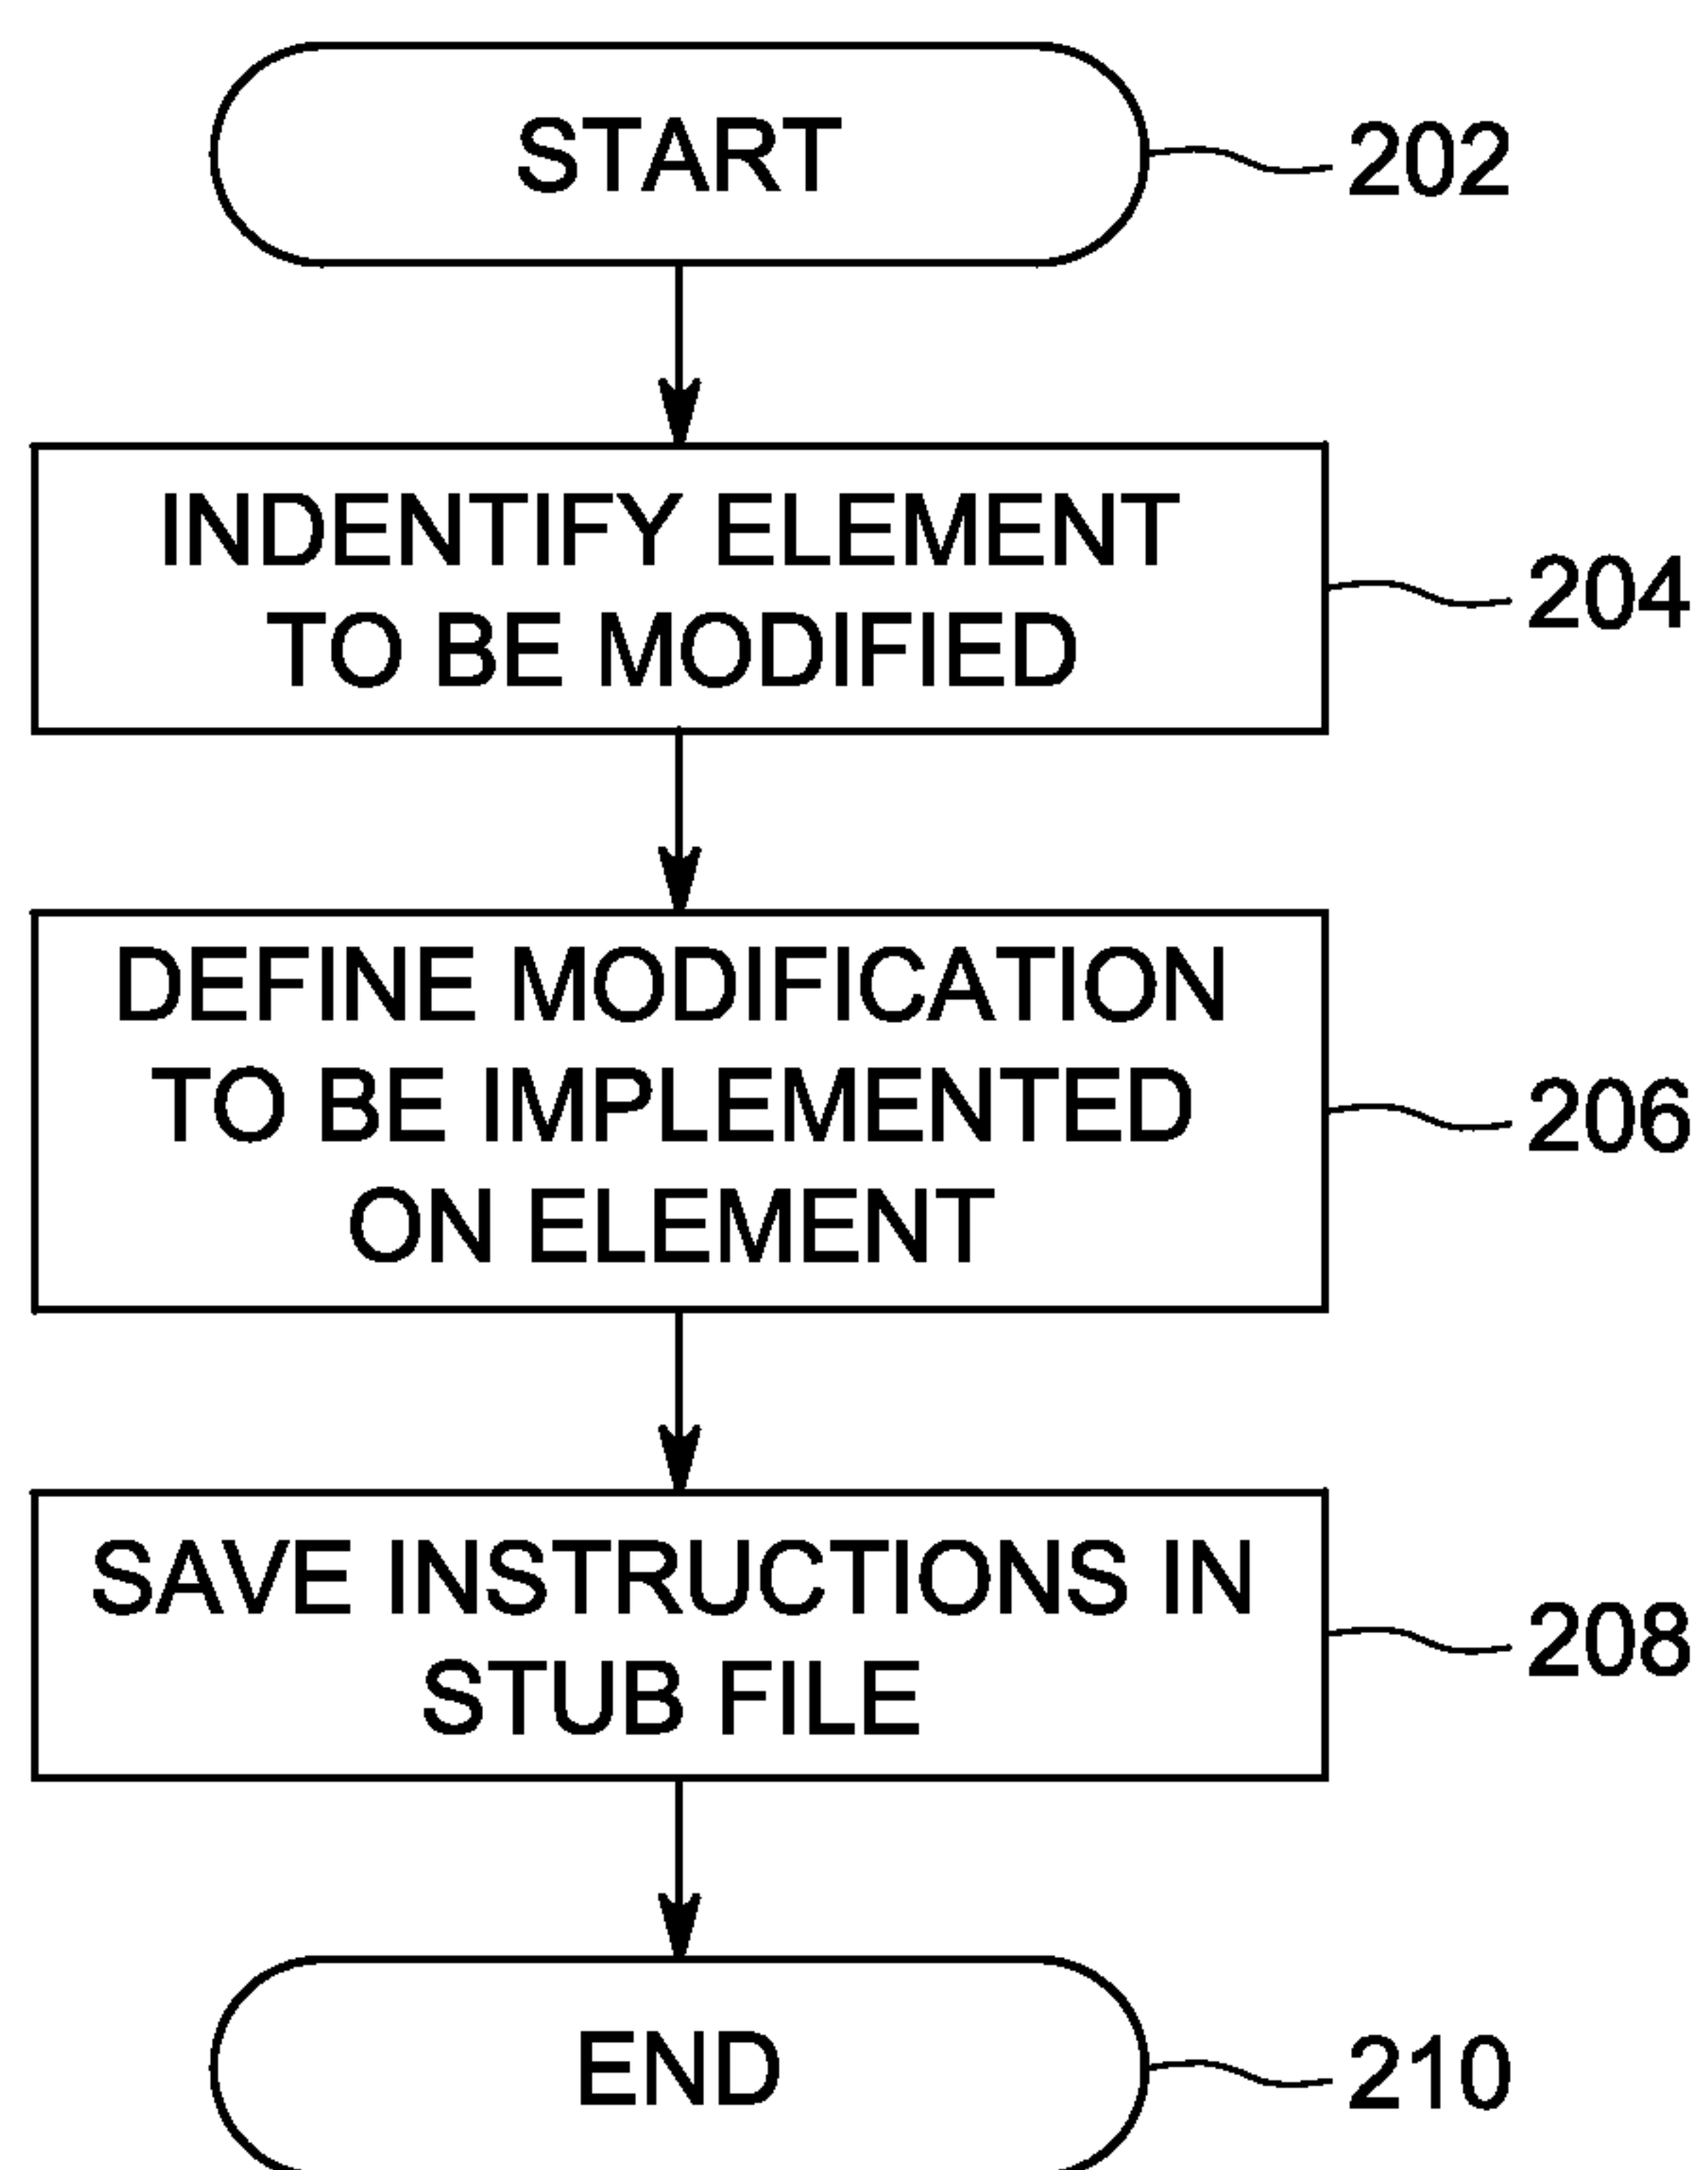 START
202
INDENTIFY ELEMENT
TO BE MODIFIED
204
DEFINE MODIFICATION
TO BE IMPLEMENTED
ON ELEMENT
206
SAVE INSTRUCTIONS IN
STUB FILE
208
END
210